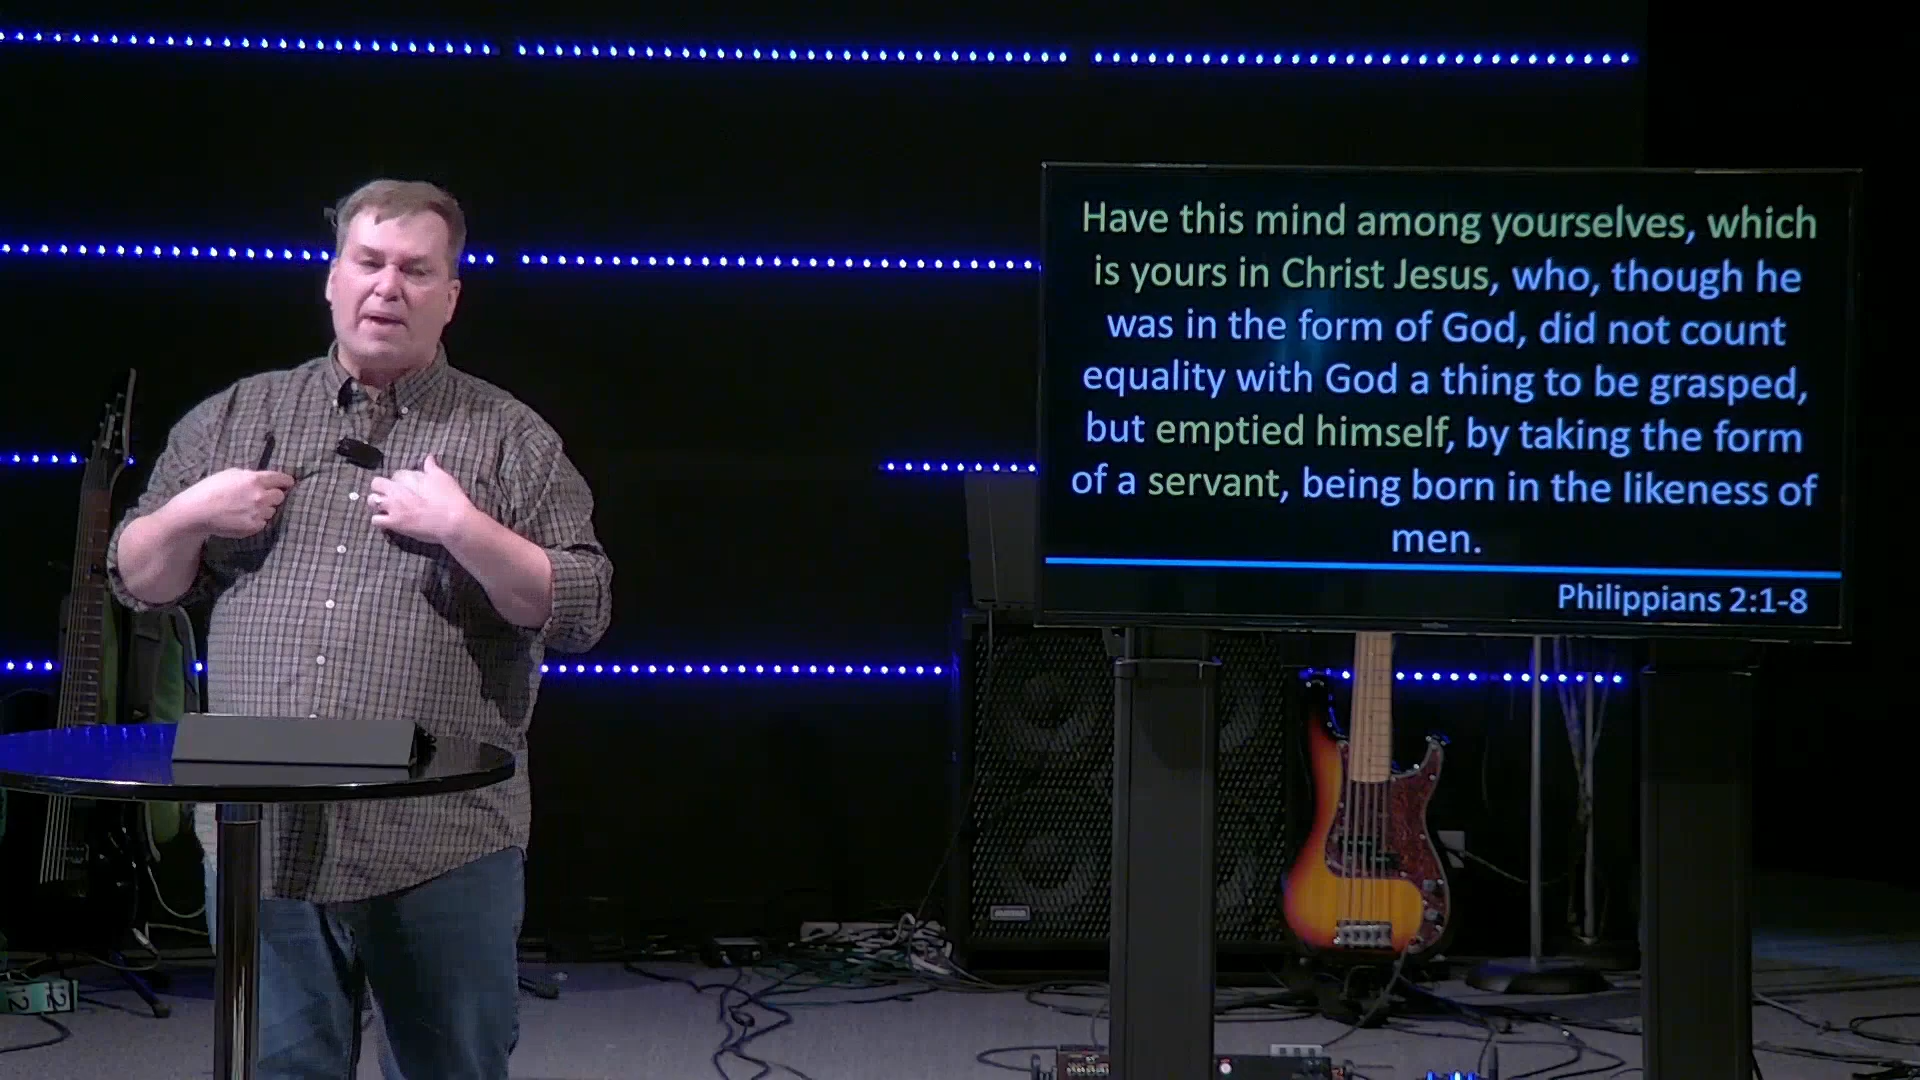 Have this mind among yourselves, which
is yours in Christ Jesus, who, though he
was in the form of God, did not count
equality with God a thing to be grasped,
but emptied himself, by taking the form
of a servant, being born in the likeness of
men.
Philippians 2:1-8
12